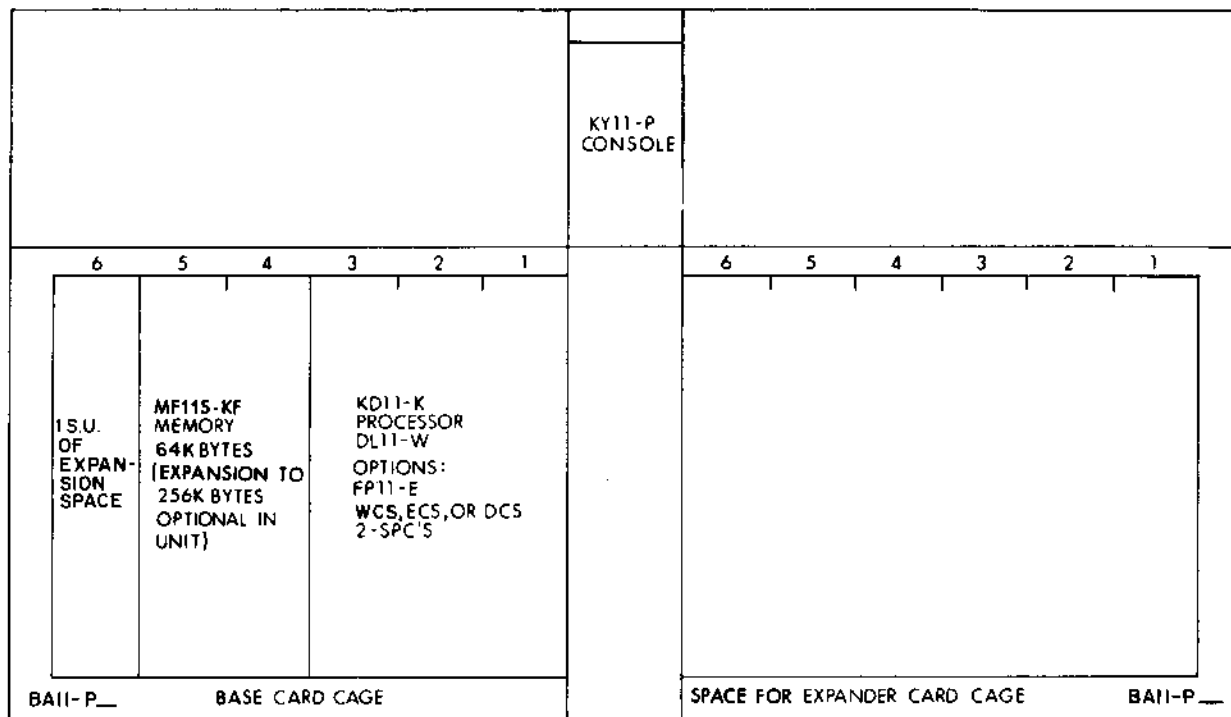 KY11-P
CONSOLE
6 5 4 3 2 1
6 5 4 3 2 1
1 S.U.
OF
EXPAN-
SION
SPACE
MF11S-KF
MEMORY
64K BYTES
(EXPANSION TO
256K BYTES
OPTIONAL IN
UNIT)
KD11-K
PROCESSOR
DL11-W
OPTIONS:
FP11-E
WCS, ECS, OR DCS
2-SPC'S
BA11-P__ BASE CARD CAGE
SPACE FOR EXPANDER CARD CAGE BA11-P__